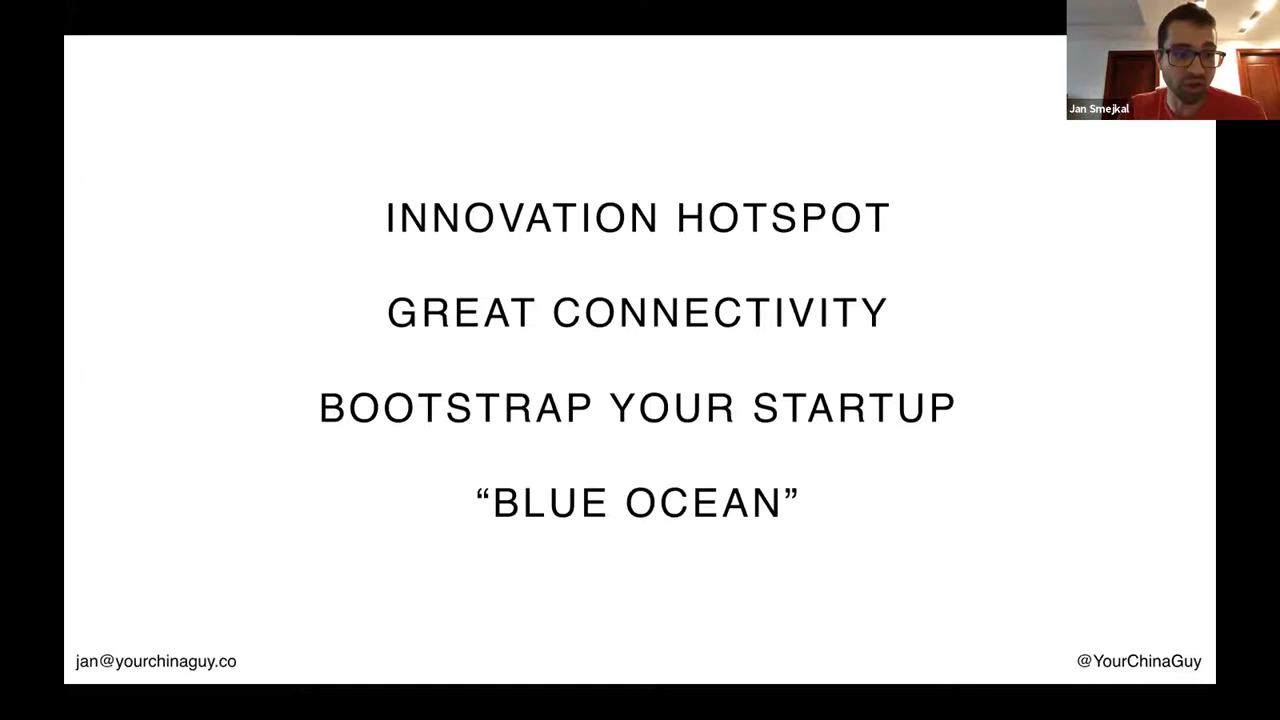 Jan Smejkal
INNOVATION HOTSPOT
GREAT CONNECTIVITY
BOOTSTRAP YOUR STARTUP
“BLUE OCEAN”
jan@yourchinaguy.co
@YourChinaGuy